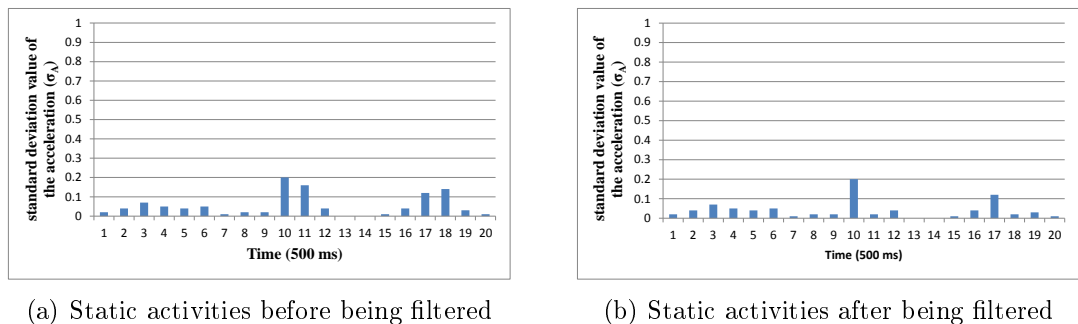 standard deviation value of
the acceleration (σA)
1
0.9
0.8
0.7
0.6
0.5
0.4
0.3
0.2
0.1
0
1 2 3 4 5 6 7 8 9 10 11 12 13 14 15 16 17 18 19 20
Time (500 ms)
(a) Static activities before being filtered
standard deviation value of
the acceleration (σA)
1
0.9
0.8
0.7
0.6
0.5
0.4
0.3
0.2
0.1
0
1 2 3 4 5 6 7 8 9 10 11 12 13 14 15 16 17 18 19 20
Time (500 ms)
(b) Static activities after being filtered